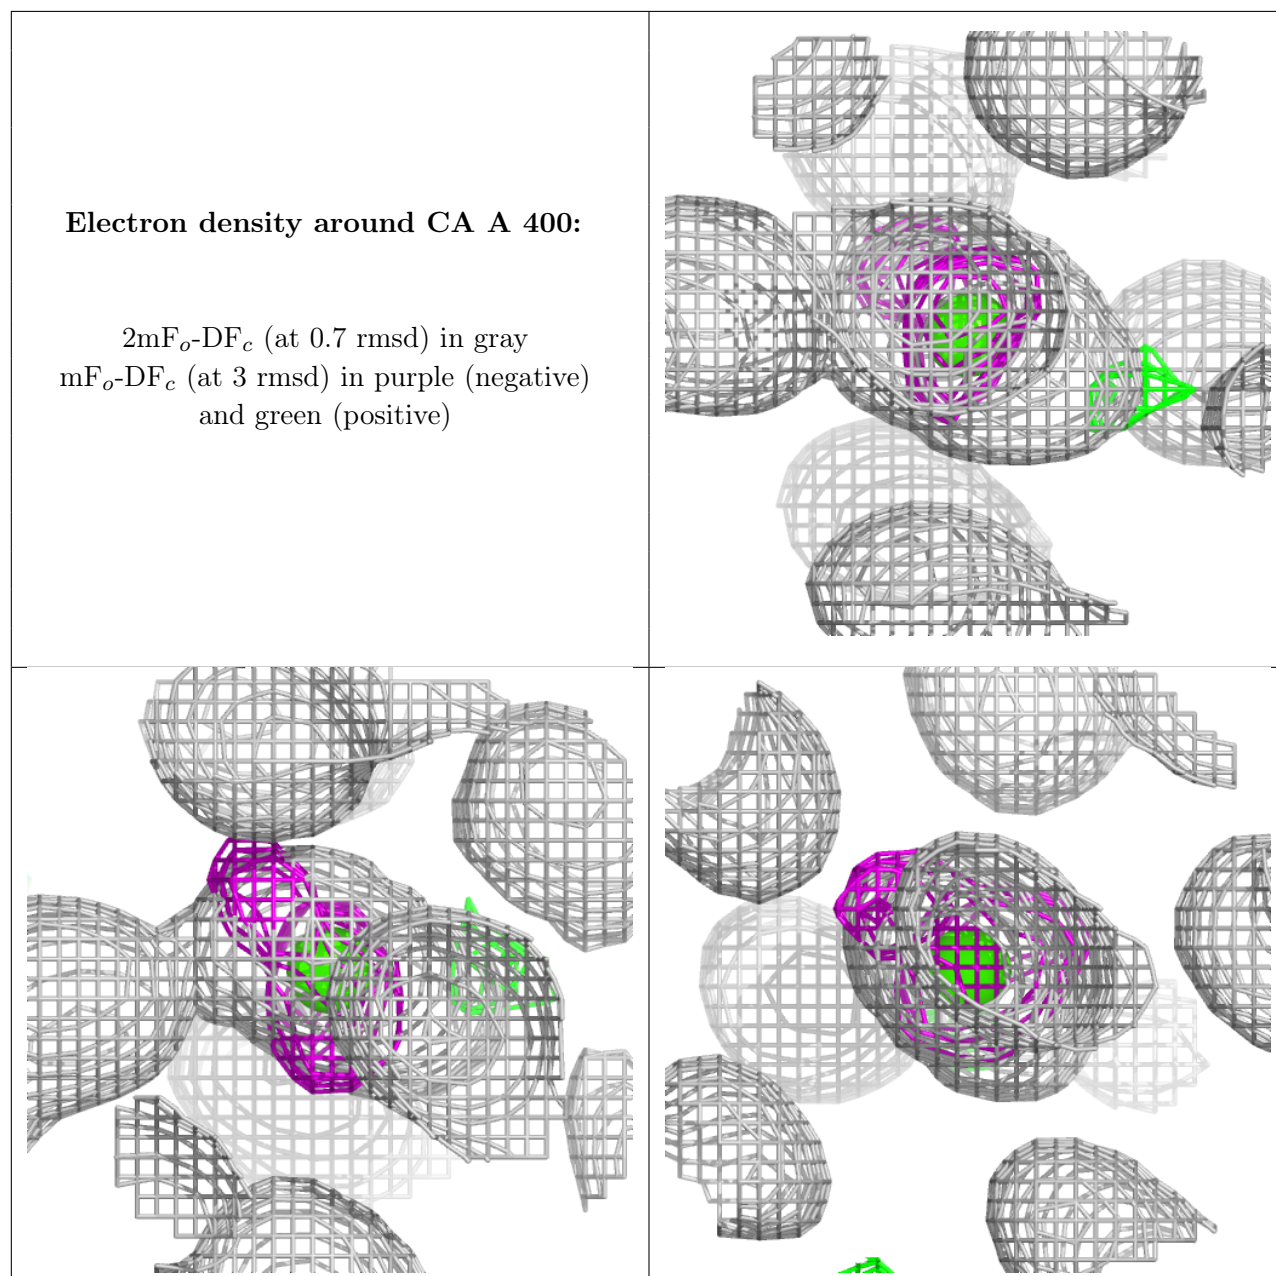 Electron density around CA A 400:
2mFo-DFc (at 0.7 rmsd) in gray
mFo-DFc (at 3 rmsd) in purple (negative)
and green (positive)